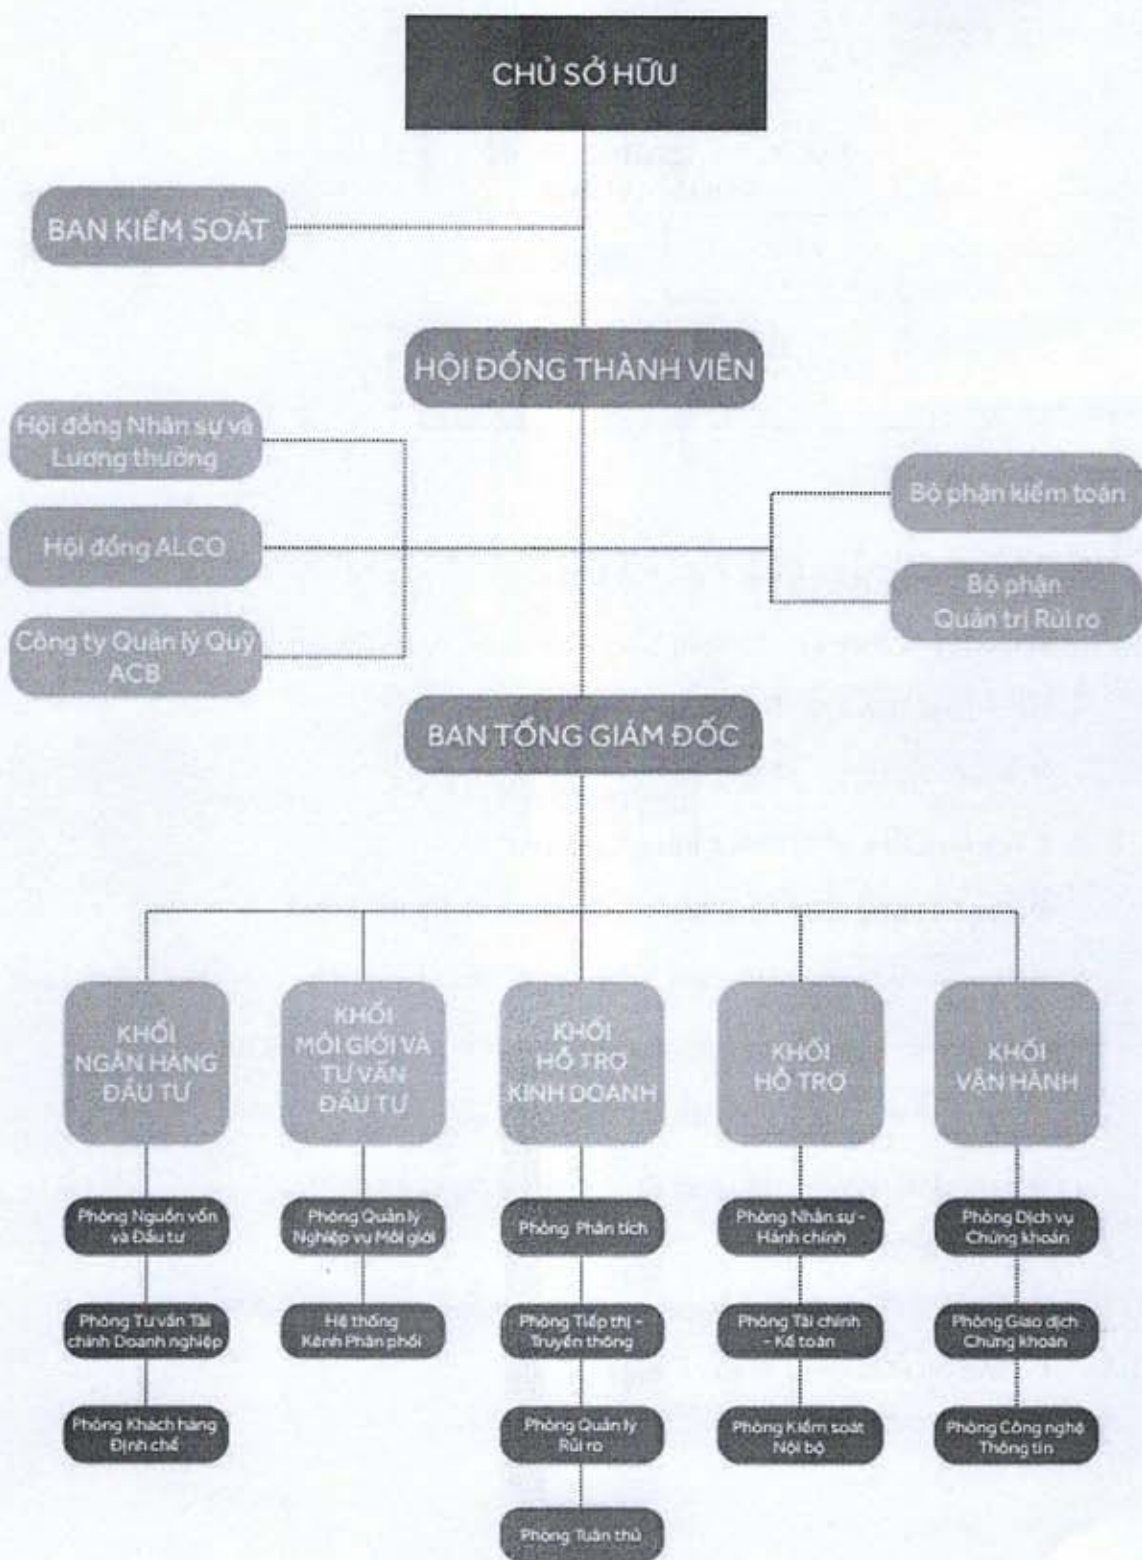 CHỦ SỞ HỮU
BAN KIỂM SOÁT
HỘI ĐỒNG THÀNH VIÊN
Hội đồng Nhân sự và
Lương thưởng
Hội đồng ALCO
Công ty Quản lý Quỹ
ACB
Bộ phận kiểm toán
Bộ phận
Quản trị Rủi ro
BAN TỔNG GIÁM ĐỐC
KHỐI
NGÂN HÀNG
ĐẦU TƯ
KHỐI
MÔI GIỚI VÀ
TƯ VẤN
ĐẦU TƯ
KHỐI
HỖ TRỢ
KINH DOANH
KHỐI
HỖ TRỢ
KHỐI
VẬN HÀNH
Phòng Nguồn vốn
và Đầu tư
Phòng Tư vấn Tài
chính Doanh nghiệp
Phòng Khách hàng
Định chế
Phòng Quản lý
Nghiệp vụ Môi giới
Hệ thống
Kênh Phân phối
Phòng Phân tích
Phòng Tiếp thị –
Truyền thông
Phòng Quản lý
Rủi ro
Phòng Tuân thủ
Phòng Nhân sự –
Hành chính
Phòng Tài chính
– Kế toán
Phòng Kiểm soát
Nội bộ
Phòng Dịch vụ
Chứng khoán
Phòng Giao dịch
Chứng khoán
Phòng Công nghệ
Thông tin